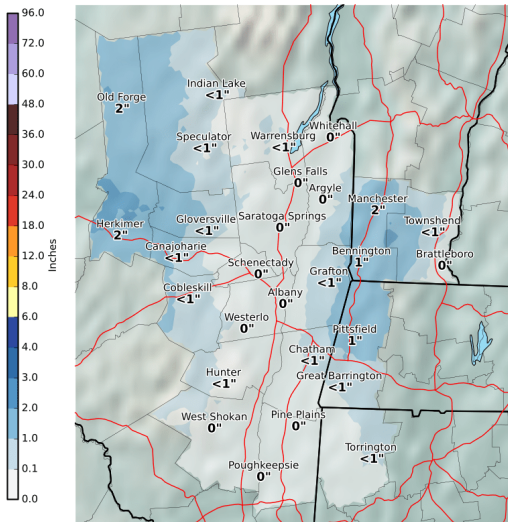 96.0
72.0
60.0
48.0
36.0
30.0
24.0
18.0
12.0
8.0
6.0
4.0
3.0
2.0
1.0
0.1
0.0
Inches
Old Forge
2"
Indian Lake
<1"
Speculator
<1"
Warrensburg
<1"
Whitehall
0"
Glens Falls
0"
Argyle
0"
Manchester
2"
Herkimer
2"
Gloversville
<1"
Saratoga Springs
0"
Townshend
<1"
Canajoharie
<1"
Schenectady
0"
Grafton
<1"
Bennington
1"
Brattleboro
0"
Cobleskill
<1"
Albany
0"
Westerlo
0"
Pittsfield
1"
Chatham
<1"
Hunter
<1"
Great Barrington
<1"
West Shokan
0"
Pine Plains
0"
Torrington
<1"
Poughkeepsie
0"